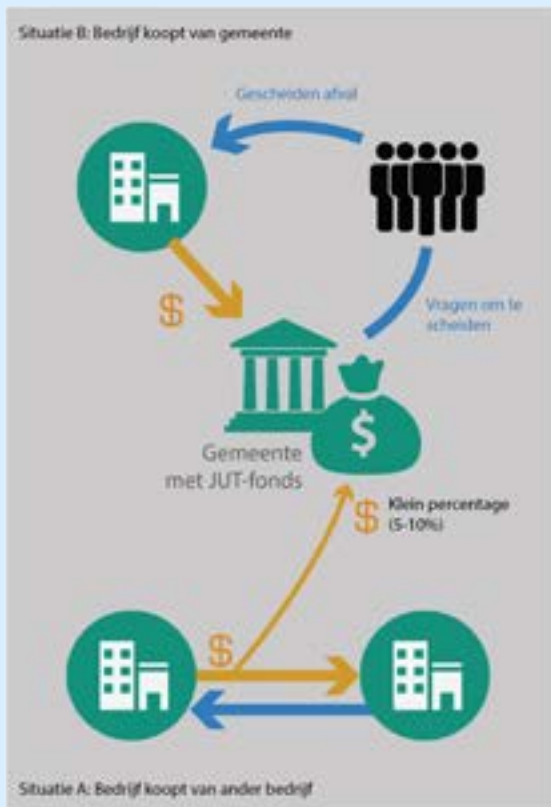 Situatie B: Bedrijf koopt van gemeente
Gescheiden afval
$
Vragen om te
scheiden
$
Gemeente
met JUT-fonds
$ Klein percentage
(5-10%)
$
Situatie A: Bedrijf koopt van ander bedrijf